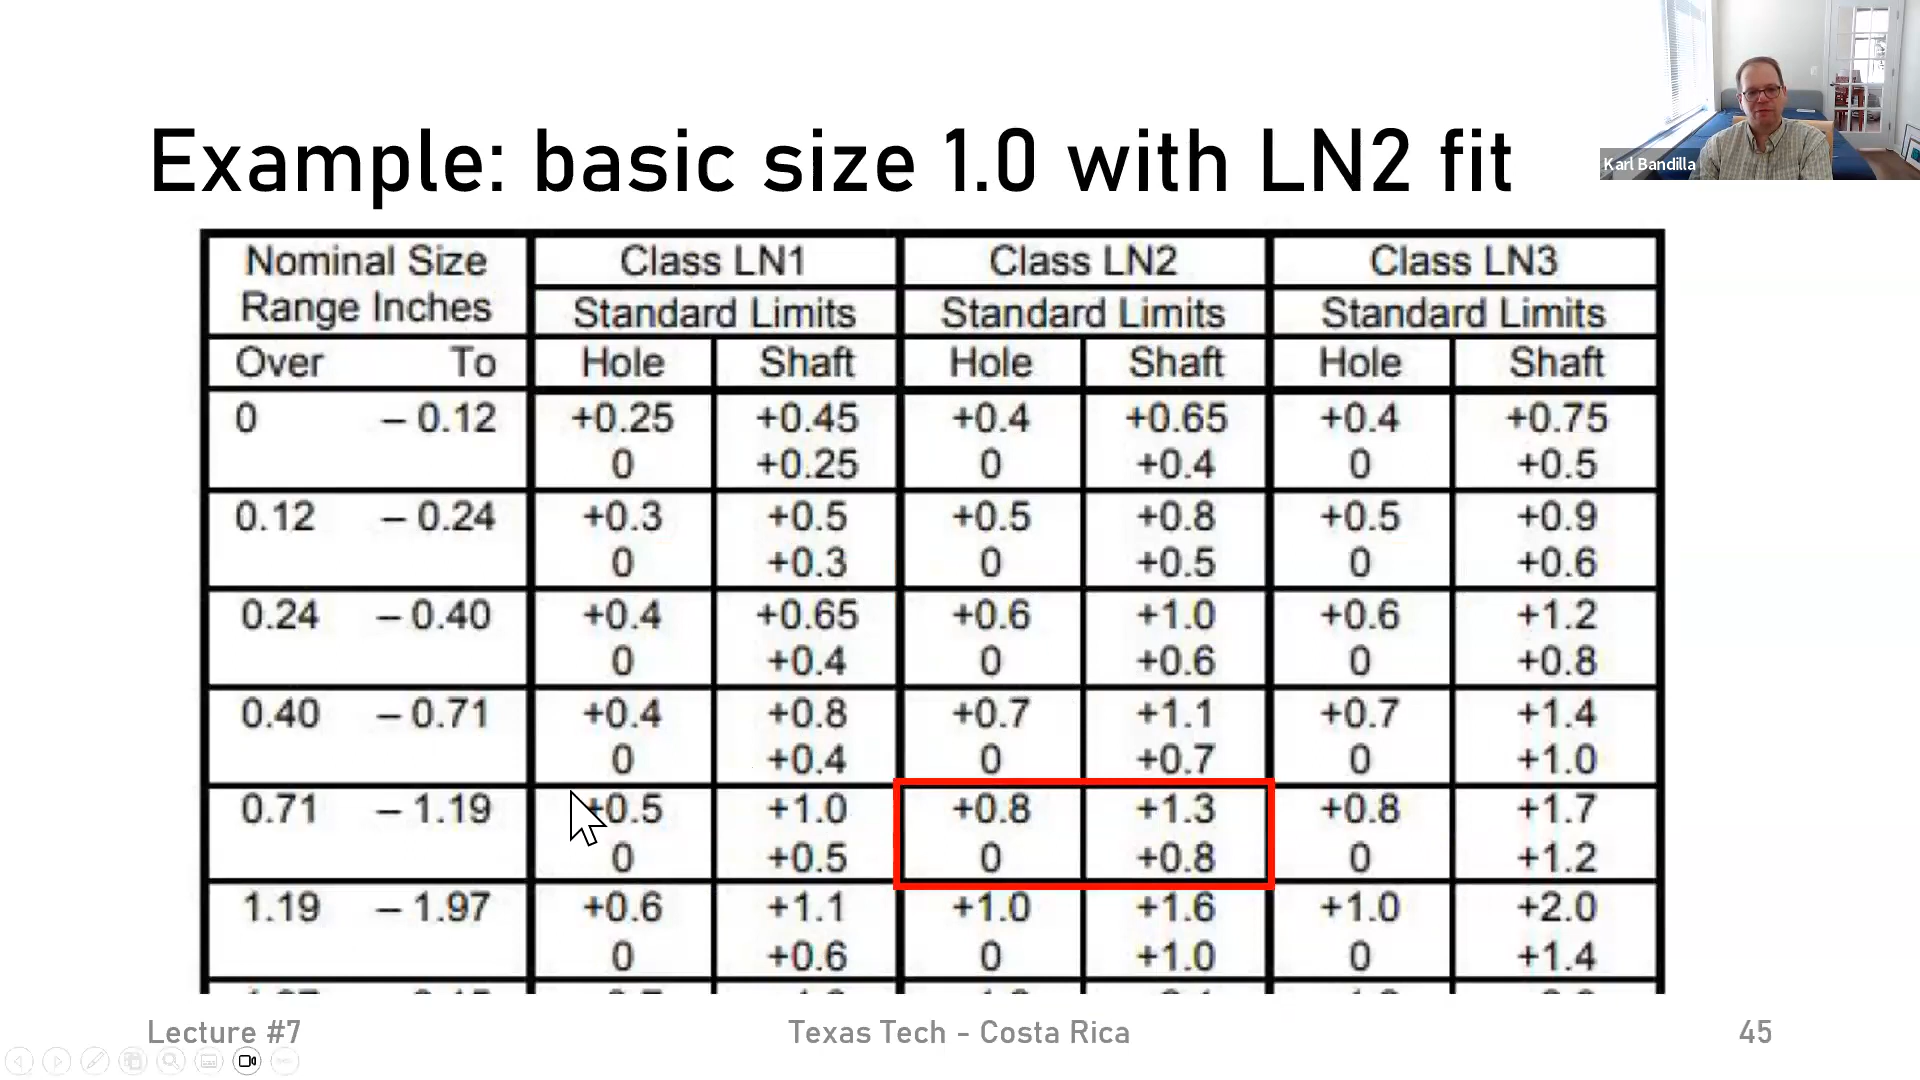 Example: basic size 1.0 with LN2 fit
Karl Bandilla
Nominal Size Range Inches Class LN1 Class LN2 Class LN3
Standard Limits Standard Limits Standard Limits
Over To Hole Shaft Hole Shaft Hole Shaft
0 – 0.12 +0.25 +0.45 +0.4 +0.65 +0.4 +0.75
0 +0.25 0 +0.4 0 +0.5
0.12 – 0.24 +0.3 +0.5 +0.5 +0.8 +0.5 +0.9
0 +0.3 0 +0.5 0 +0.6
0.24 – 0.40 +0.4 +0.65 +0.6 +1.0 +0.6 +1.2
0 +0.4 0 +0.6 0 +0.8
0.40 – 0.71 +0.4 +0.8 +0.7 +1.1 +0.7 +1.4
0 +0.4 0 +0.7 0 +1.0
0.71 – 1.19 +0.5 +1.0 +0.8 +1.3 +0.8 +1.7
0 +0.5 0 +0.8 0 +1.2
1.19 – 1.97 +0.6 +1.1 +1.0 +1.6 +1.0 +2.0
0 +0.6 0 +1.0 0 +1.4
Lecture #7 Texas Tech - Costa Rica 45